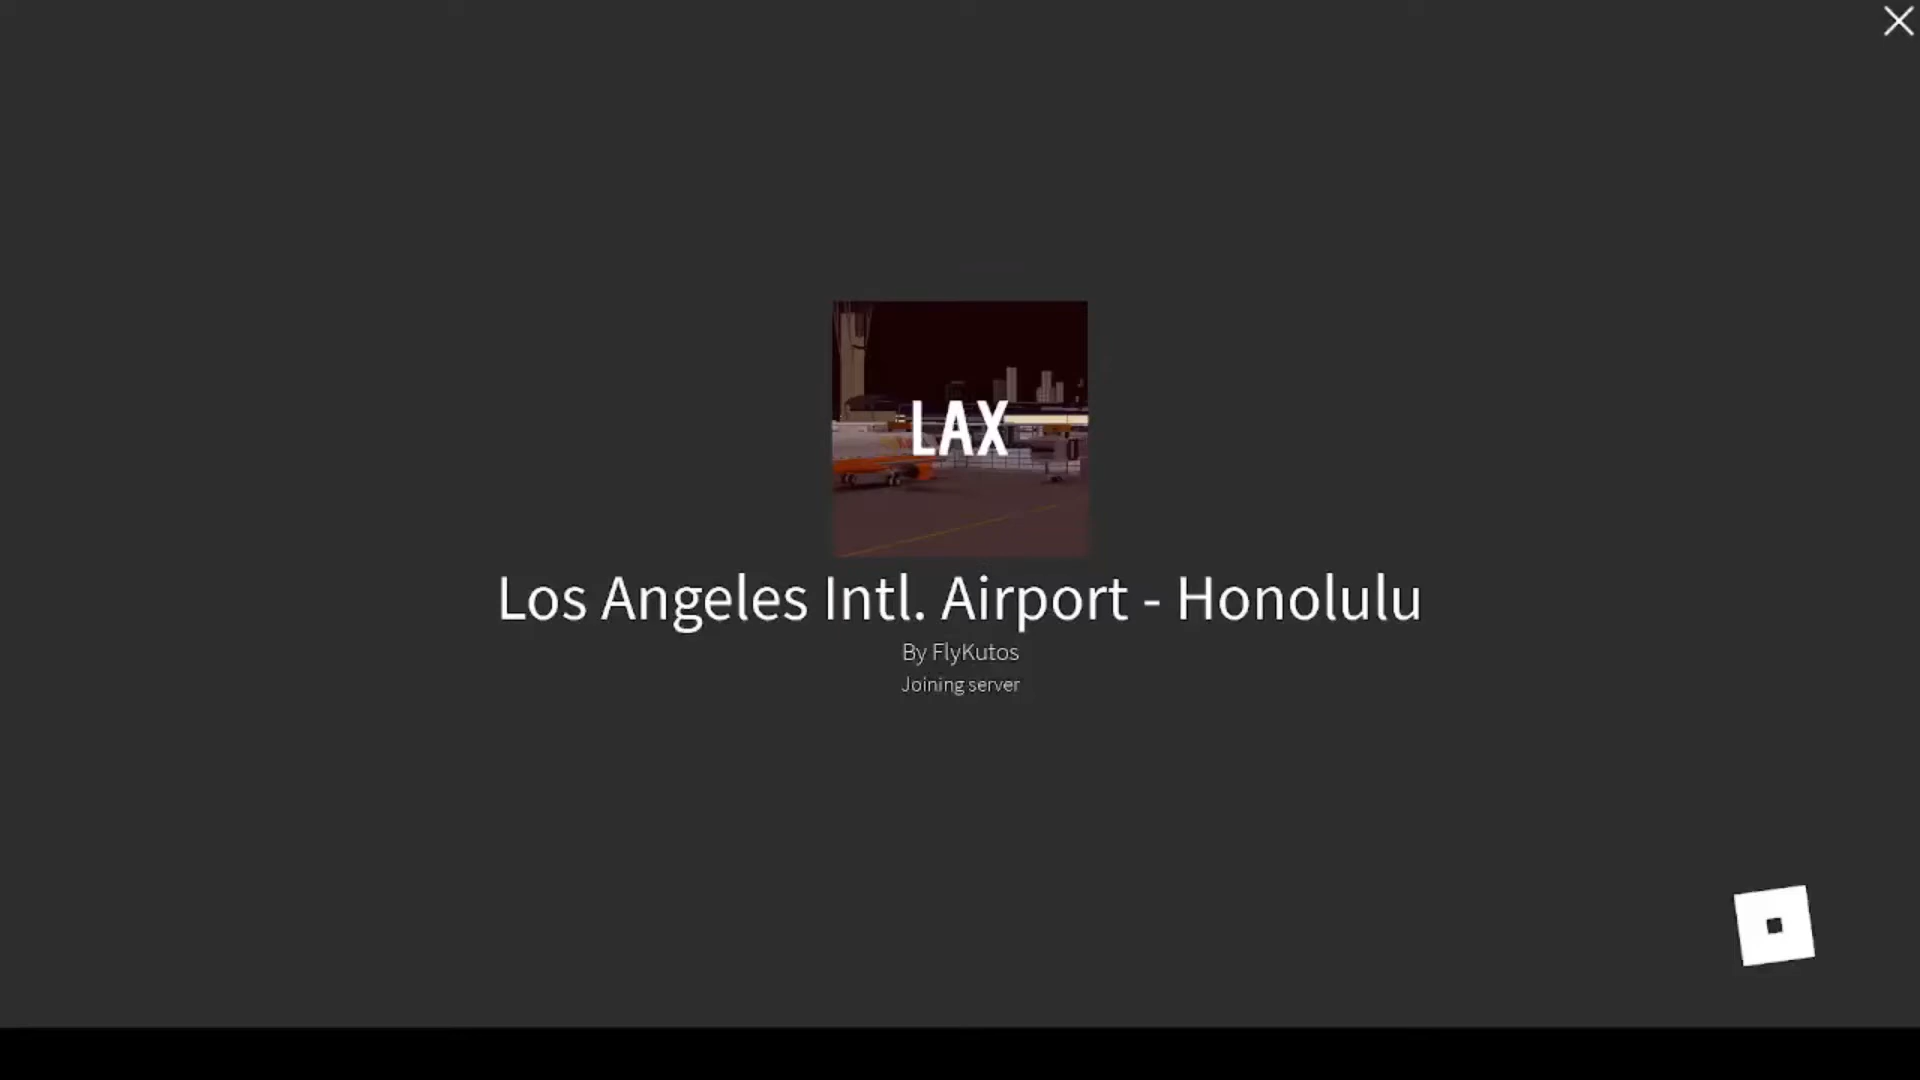 LAX
Los Angeles Intl. Airport - Honolulu
By FlyKutos
Joining server